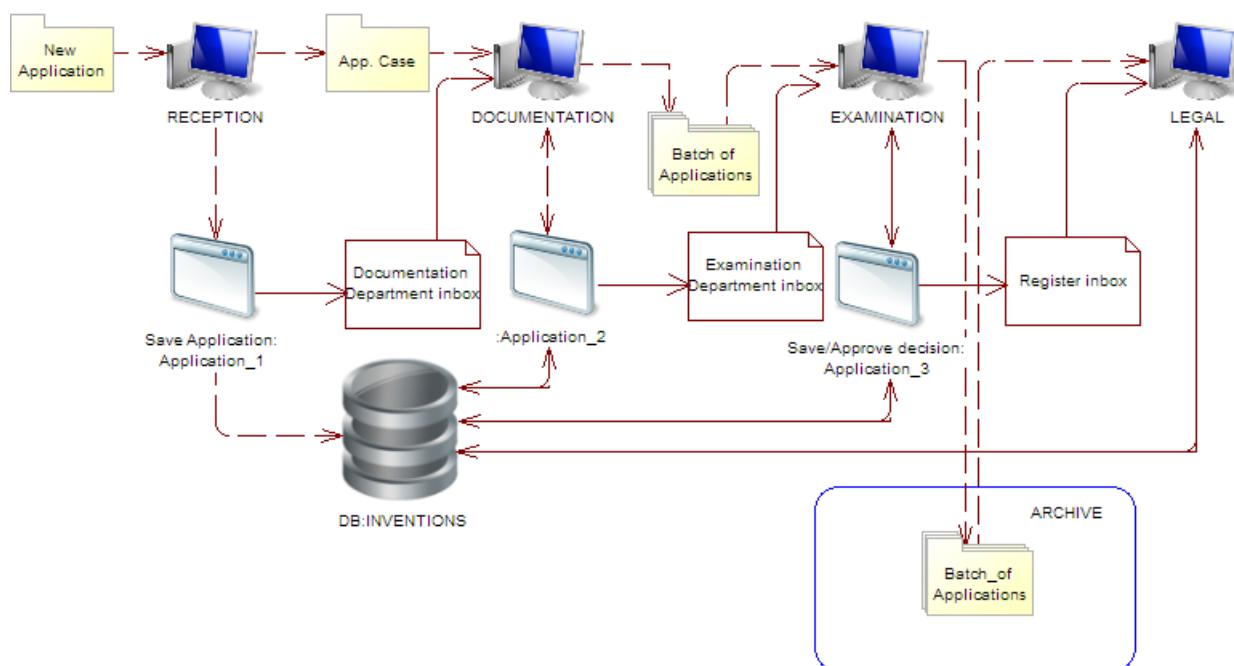 New
Application
App. Case
RECEPTION
DOCUMENTATION
EXAMINATION
LEGAL
Batch of
Applications
Documentation
Department inbox
Examination
Department inbox
Register inbox
Save Application:
Application_1
:Application_2
Save/Approve decision:
Application_3
DB:INVENTIONS
ARCHIVE
Batch_of
Applications